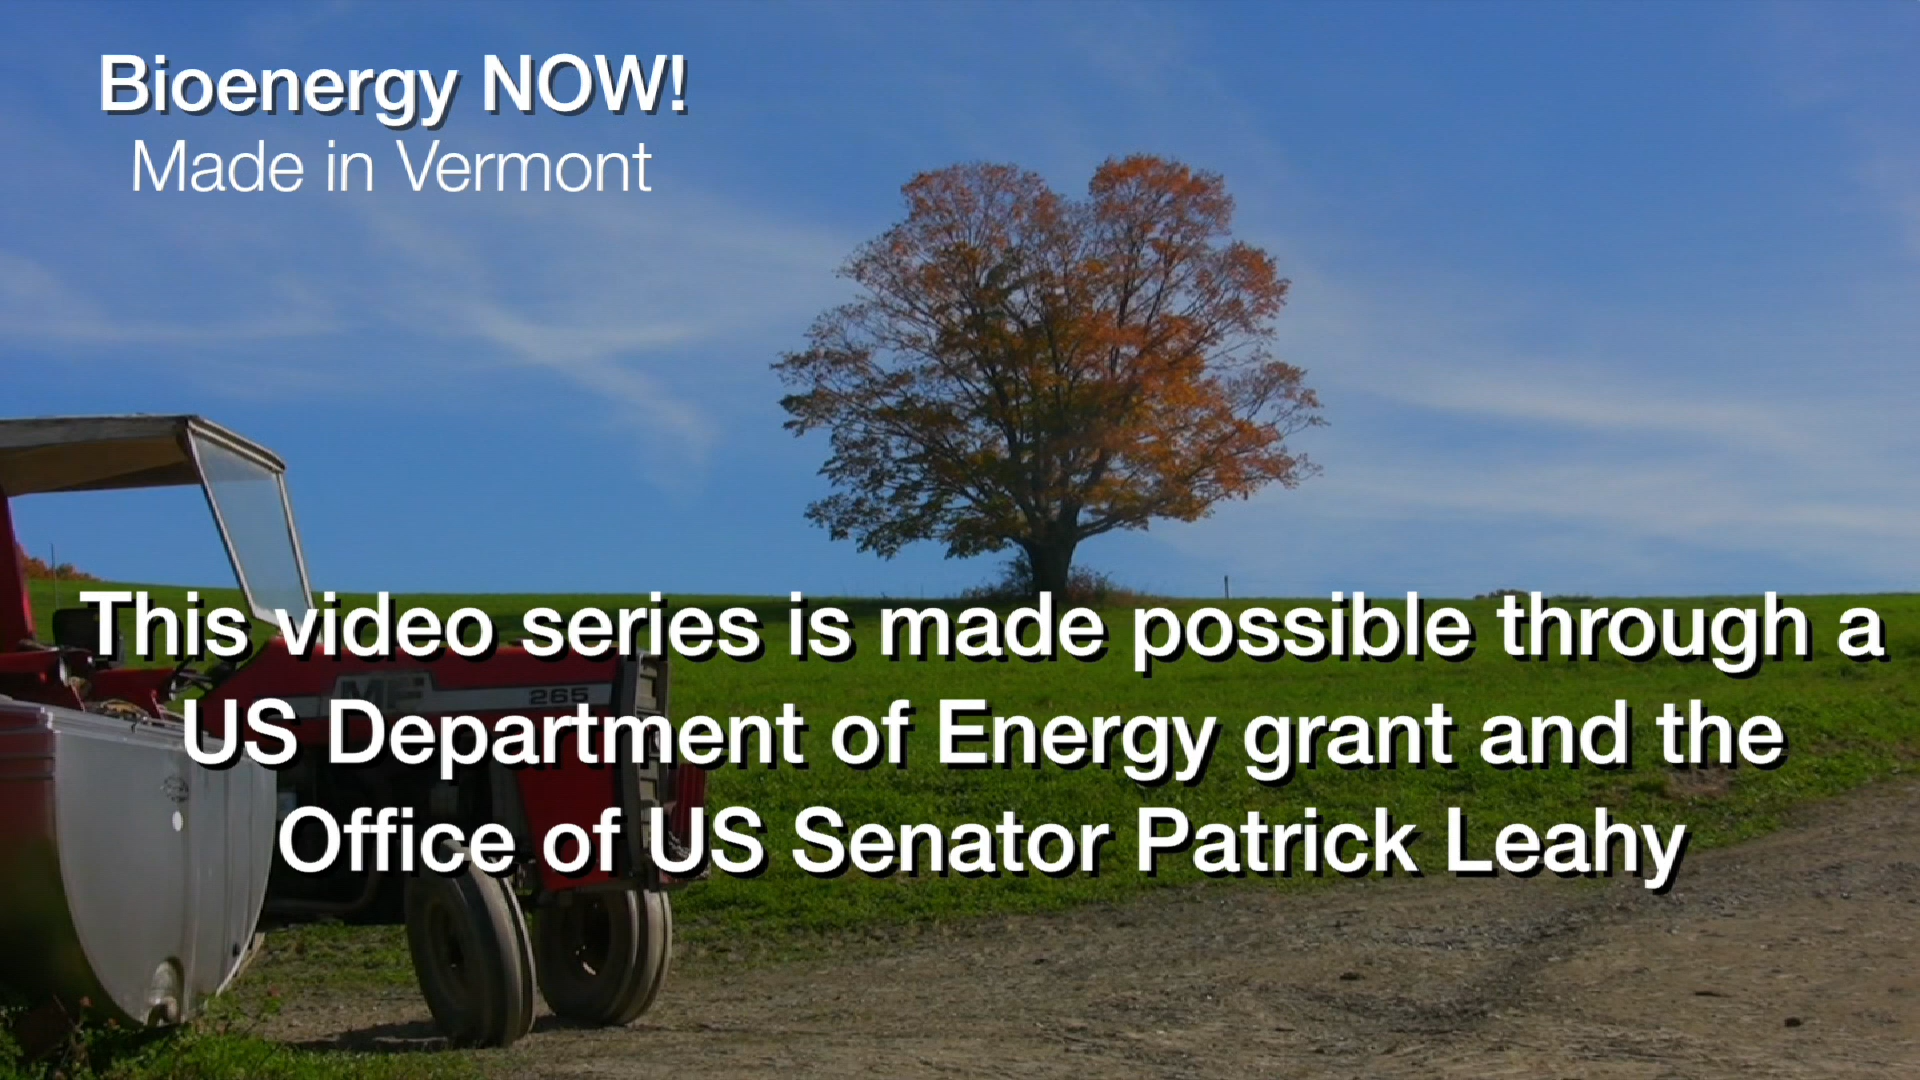 Bioenergy NOW!
Made in Vermont
This video series is made possible through a
US Department of Energy grant and the
Office of US Senator Patrick Leahy
MF 265